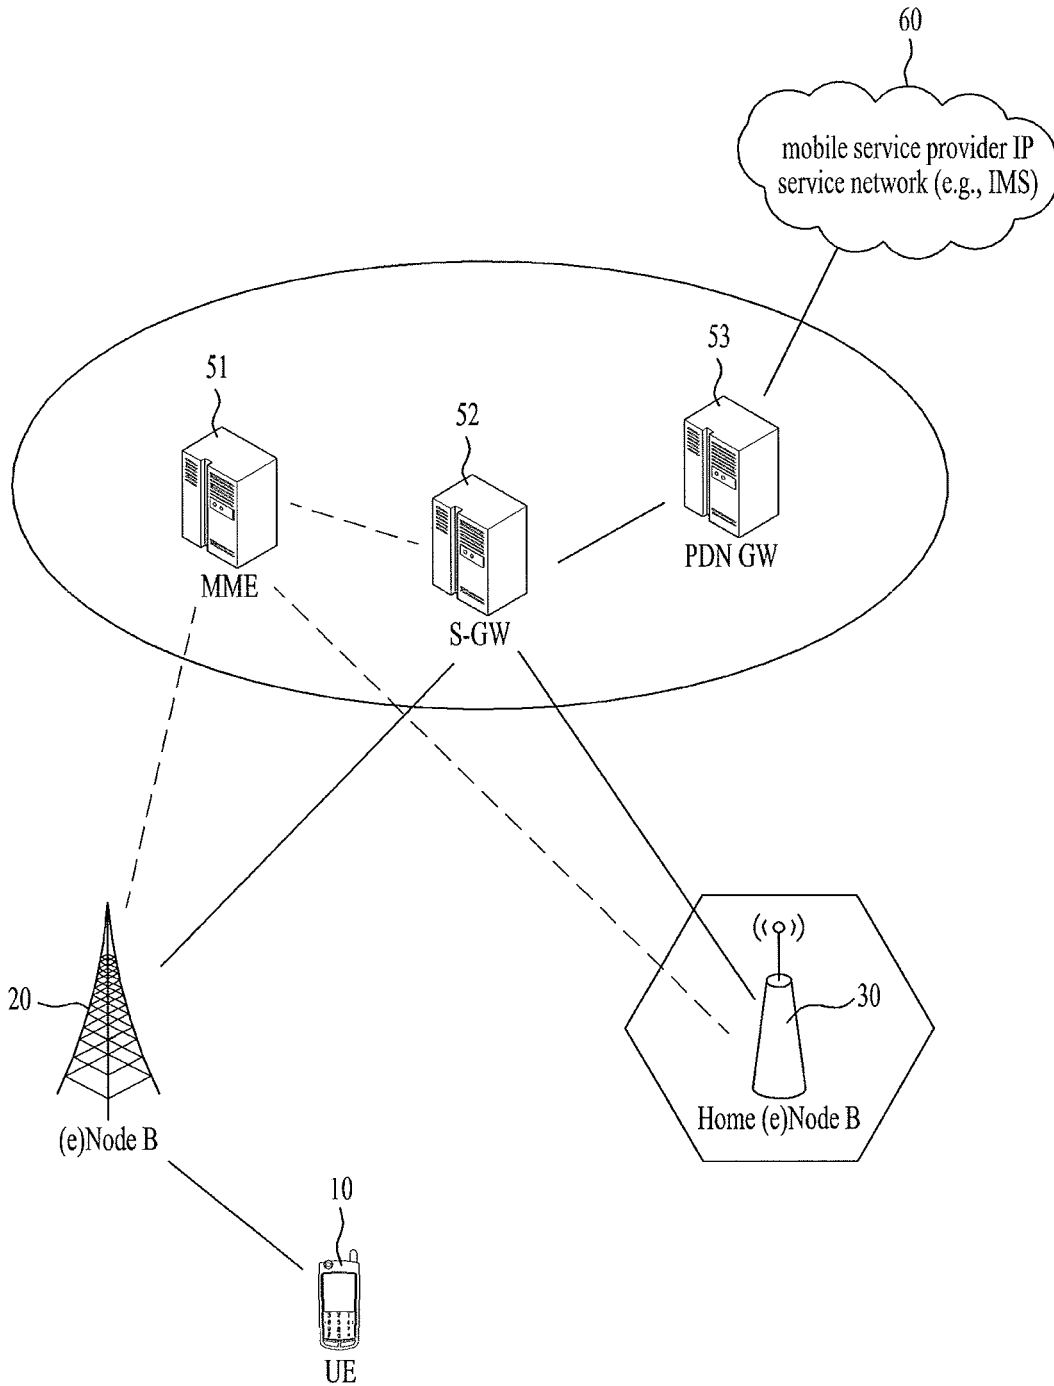 60
mobile service provider IP
service network (e.g., IMS)
53
51
52
PDN GW
MME
S-GW
20
30
Home (e)Node B
(e)Node B
10
UE